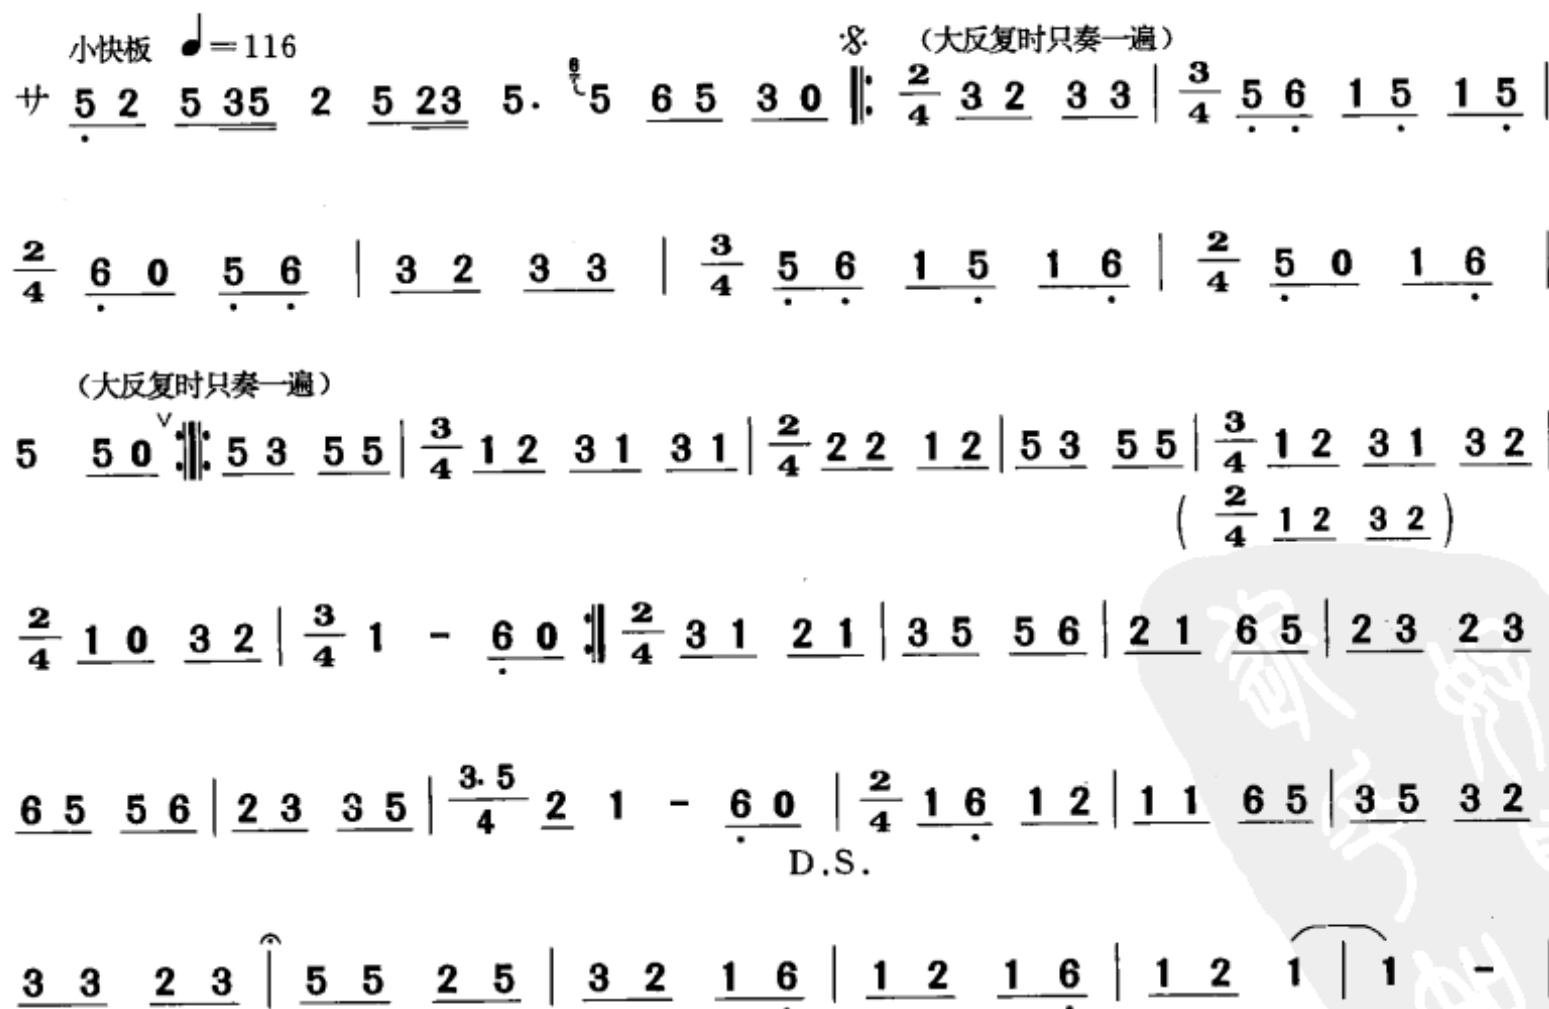 小快板 ♩=116 𝄋 （大反复时只奏一遍）
サ 5 2 5 35 2 5 23 5. 6 5 6 5 3 0 ‖: 2/4 3 2 3 3 | 3/4 5 6 1 5 1 5 |
2/4 6 0 5 6 | 3 2 3 3 | 3/4 5 6 1 5 1 6 | 2/4 5 0 1 6 |
（大反复时只奏一遍）
5 5 0 ∨ :‖: 5 3 5 5 | 3/4 1 2 3 1 3 1 | 2/4 2 2 1 2 | 5 3 5 5 | 3/4 1 2 3 1 3 2 |
( 2/4 1 2 3 2 )
2/4 1 0 3 2 | 3/4 1 - 6 0 :‖ 2/4 3 1 2 1 | 3 5 5 6 | 2 1 6 5 | 2 3 2 3
6 5 5 6 | 2 3 3 5 | 3.5/4 2 1 - 6 0 | 2/4 1 6 1 2 | 1 1 6 5 | 3 5 3 2
D.S.
3 3 2 3 | 5 5 2 5 | 3 2 1 6 | 1 2 1 6 | 1 2 1 | 1 - |